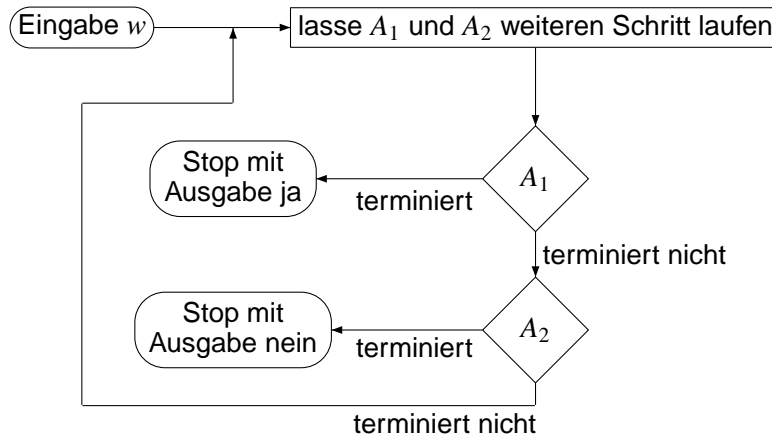 Eingabe w
lasse A1 und A2 weiteren Schritt laufen
Stop mit
Ausgabe ja
terminiert
A1
terminiert nicht
Stop mit
Ausgabe nein
terminiert
A2
terminiert nicht